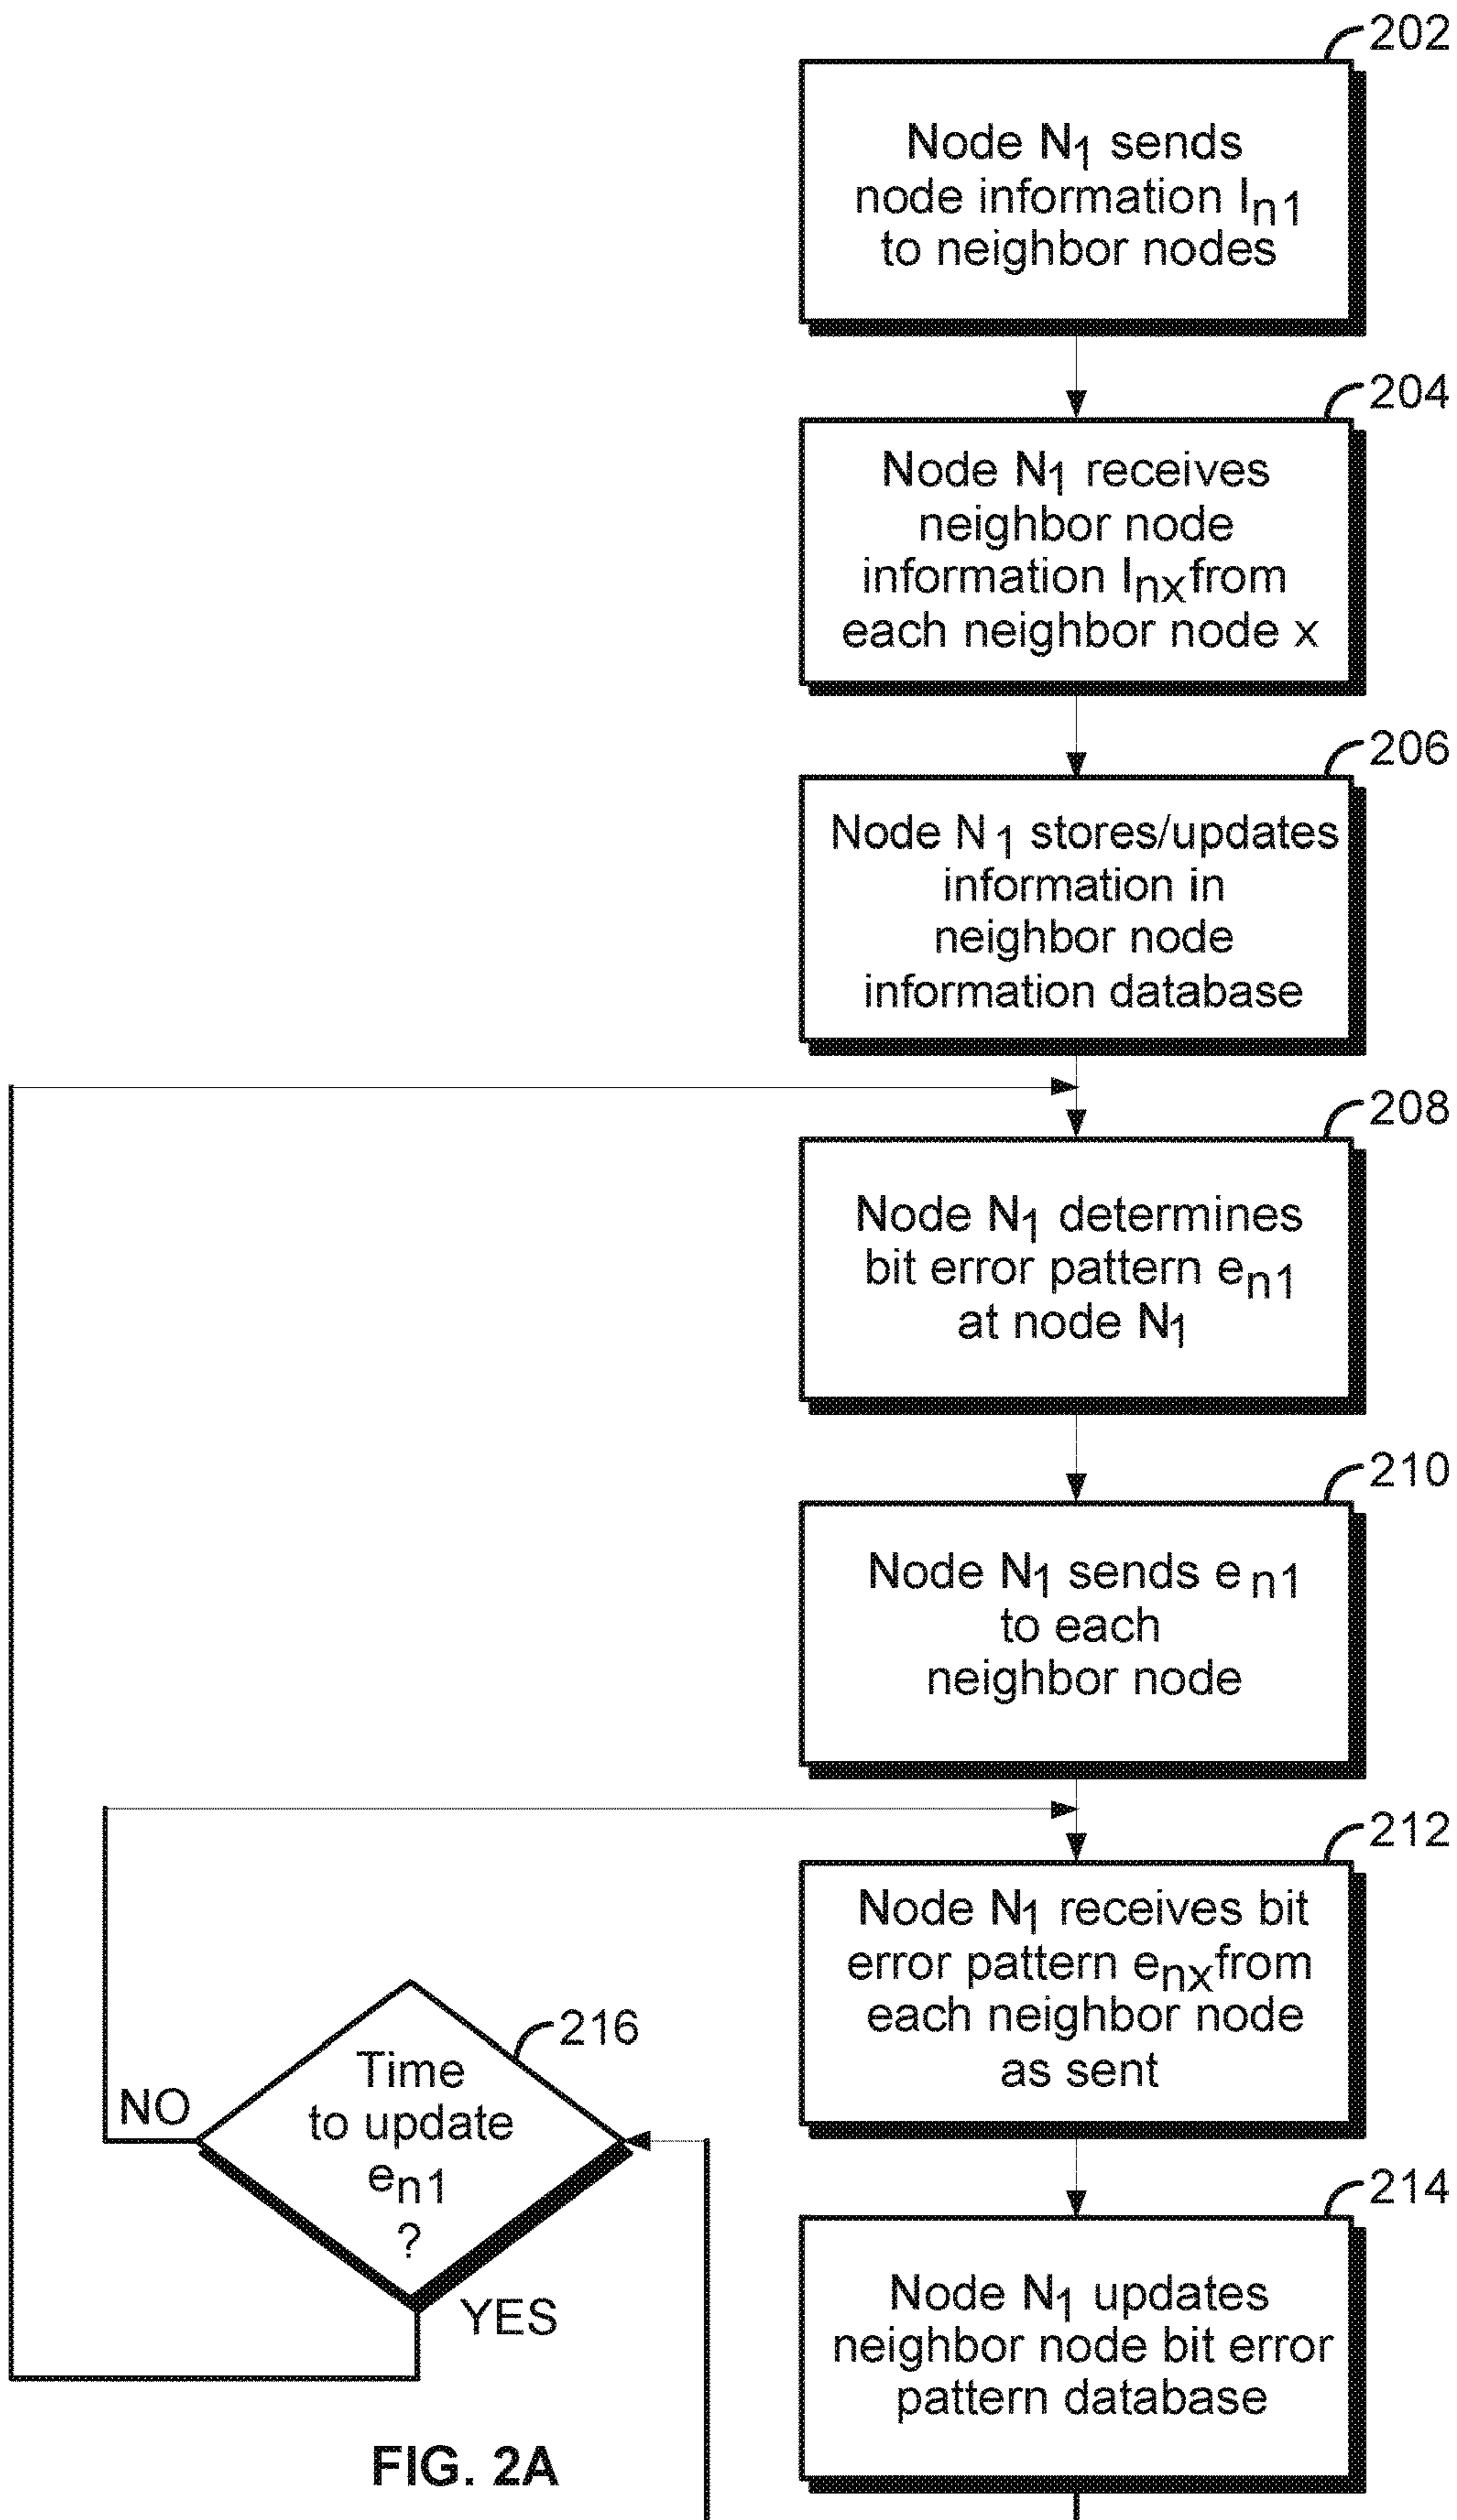 202
Node N1 sends
node information In1
to neighbor nodes
204
Node N1 receives
neighbor node
information Inx from
each neighbor node x
206
Node N1 stores/updates
information in
neighbor node
information database
208
Node N1 determines
bit error pattern en1
at node N1
210
Node N1 sends en1
to each
neighbor node
212
Node N1 receives bit
error pattern enx from
each neighbor node
as sent
216
Time
to update
en1
?
NO
YES
214
Node N1 updates
neighbor node bit error
pattern database
FIG. 2A